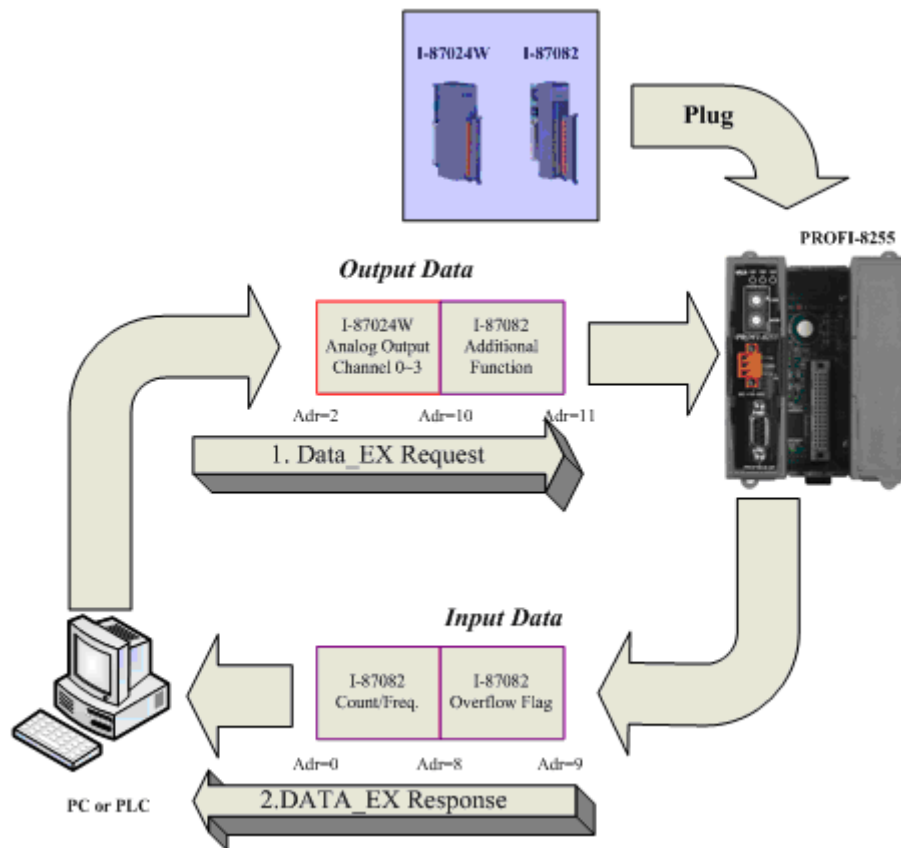 I-87024W I-87082
Plug
PROFI-8255
Output Data
I-87024W
Analog Output
Channel 0~3
I-87082
Additional
Function
Adr=2 Adr=10 Adr=11
1. Data_EX Request
Input Data
I-87082
Count/Freq.
I-87082
Overflow Flag
Adr=0 Adr=8 Adr=9
2.DATA_EX Response
PC or PLC